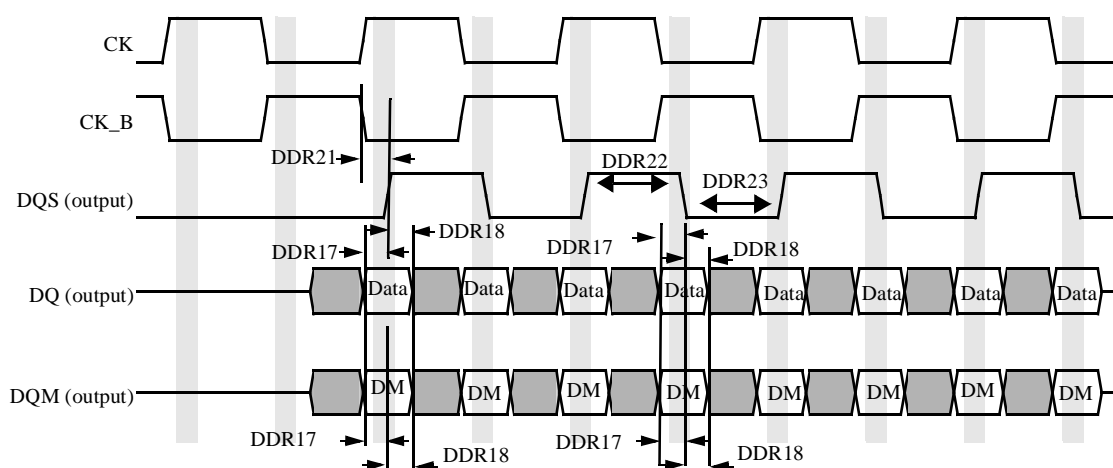 CK
CK_B
DDR21
DDR22
DDR23
DQS (output)
DDR18
DDR17
DDR17
DDR18
DQ (output)
Data Data Data Data Data Data Data Data
DQM (output)
DM DM DM DM DM DM DM DM
DDR17 DDR18 DDR17 DDR18